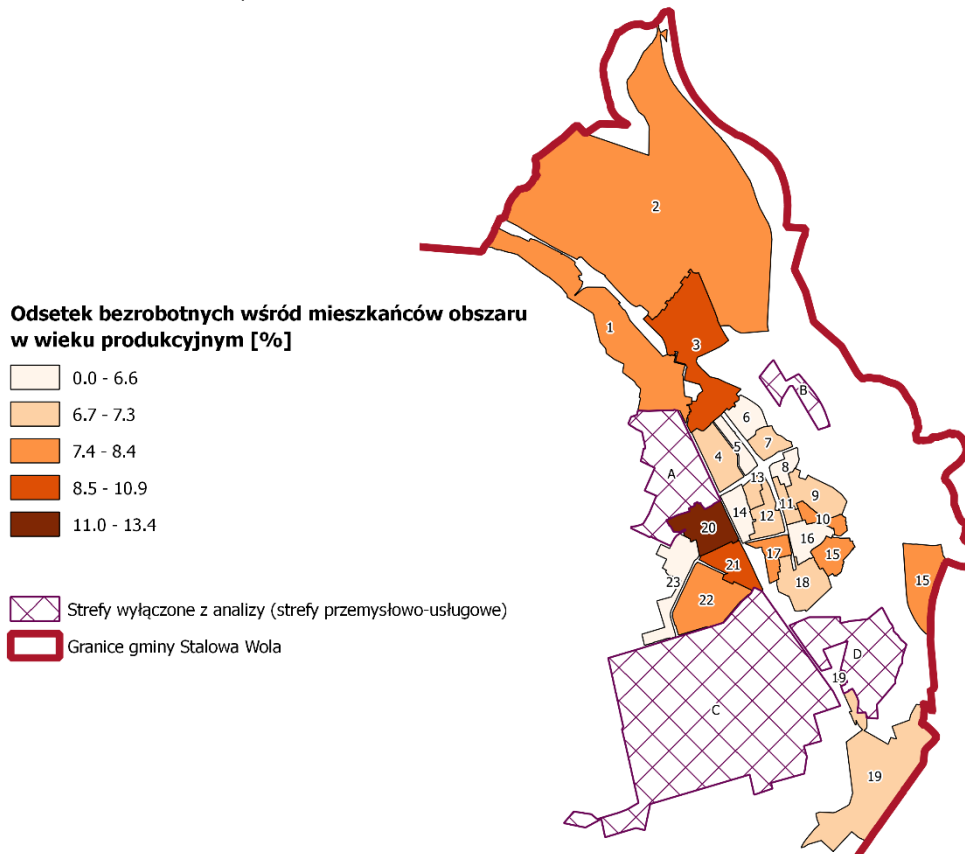 2
1
3
Odsetek bezrobotnych wśród mieszkańców obszaru
w wieku produkcyjnym [%]
0.0 - 6.6
6.7 - 7.3
7.4 - 8.4
8.5 - 10.9
11.0 - 13.4
B
6
7
5
4
8
A
13
9
11
14
12
10
20
16
17
15
21
18
15
23
22
Strefy wyłączone z analizy (strefy przemysłowo-usługowe)
Granice gminy Stalowa Wola
D
19
C
19